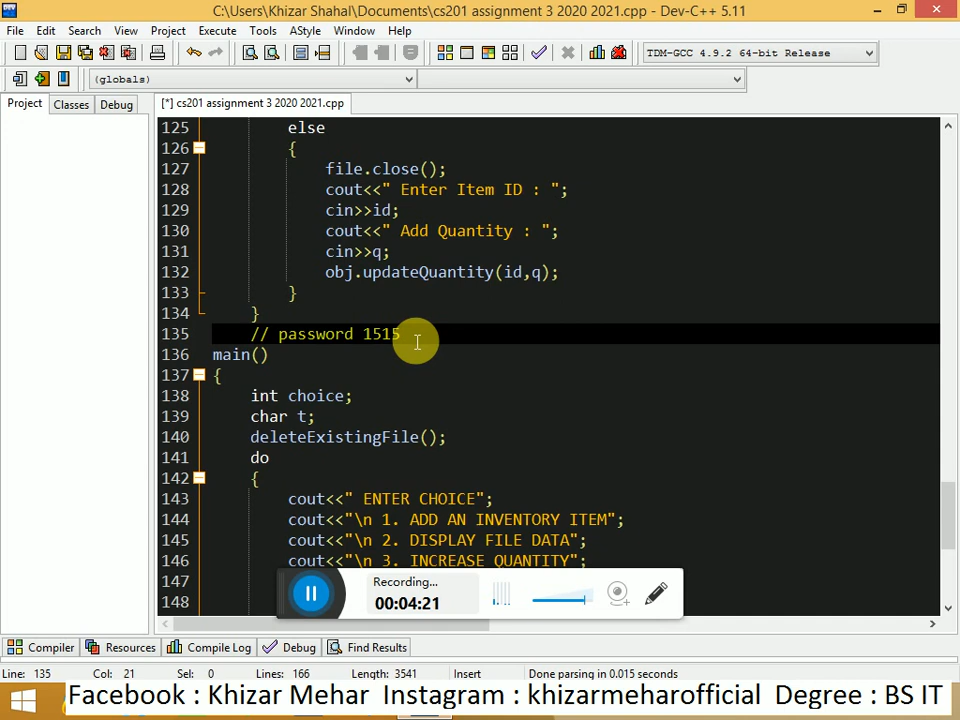 C:\Users\Khizar Shahal\Documents\cs201 assignment 3 2020 2021.cpp - Dev-C++ 5.11
File Edit Search View Project Execute Tools AStyle Window Help
TDM-GCC 4.9.2 64-bit Release
(globals)
Project Classes Debug [*] cs201 assignment 3 2020 2021.cpp
125 else
126 {
127 file.close();
128 cout<<" Enter Item ID : ";
129 cin>>id;
130 cout<<" Add Quantity : ";
131 cin>>q;
132 obj.updateQuantity(id,q);
133 }
134 }
135 // password 1515
136 main()
137 {
138 int choice;
139 char t;
140 deleteExistingFile();
141 do
142 {
143 cout<<" ENTER CHOICE";
144 cout<<"\n 1. ADD AN INVENTORY ITEM";
145 cout<<"\n 2. DISPLAY FILE DATA";
146 cout<<"\n 3. INCREASE QUANTITY";
147
148
Recording...
00:04:21
Compiler Resources Compile Log Debug Find Results
Line: 135 Col: 21 Sel: 0 Lines: 166 Length: 3541 Insert Done parsing in 0.015 seconds
Facebook : Khizar Mehar Instagram : khizarmeharofficial Degree : BS IT